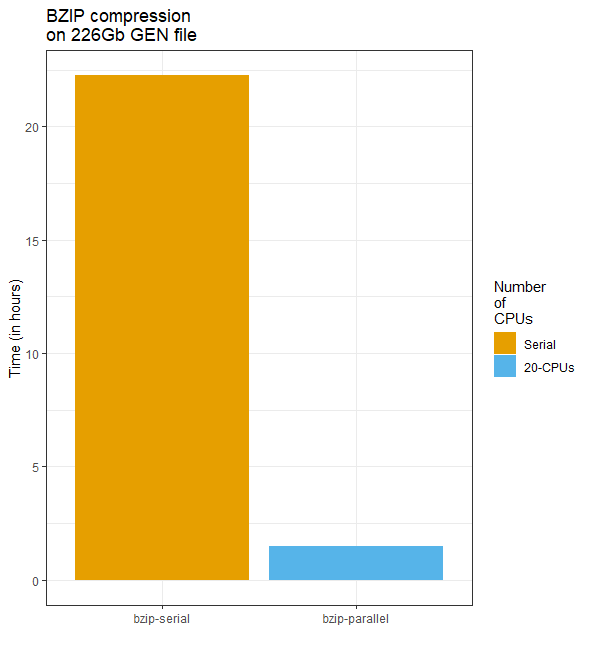 BZIP compression
on 226Gb GEN file
Time (in hours)
20
15
10
5
0
bzip-serial
bzip-parallel
Number
of
CPUs
Serial
20-CPUs